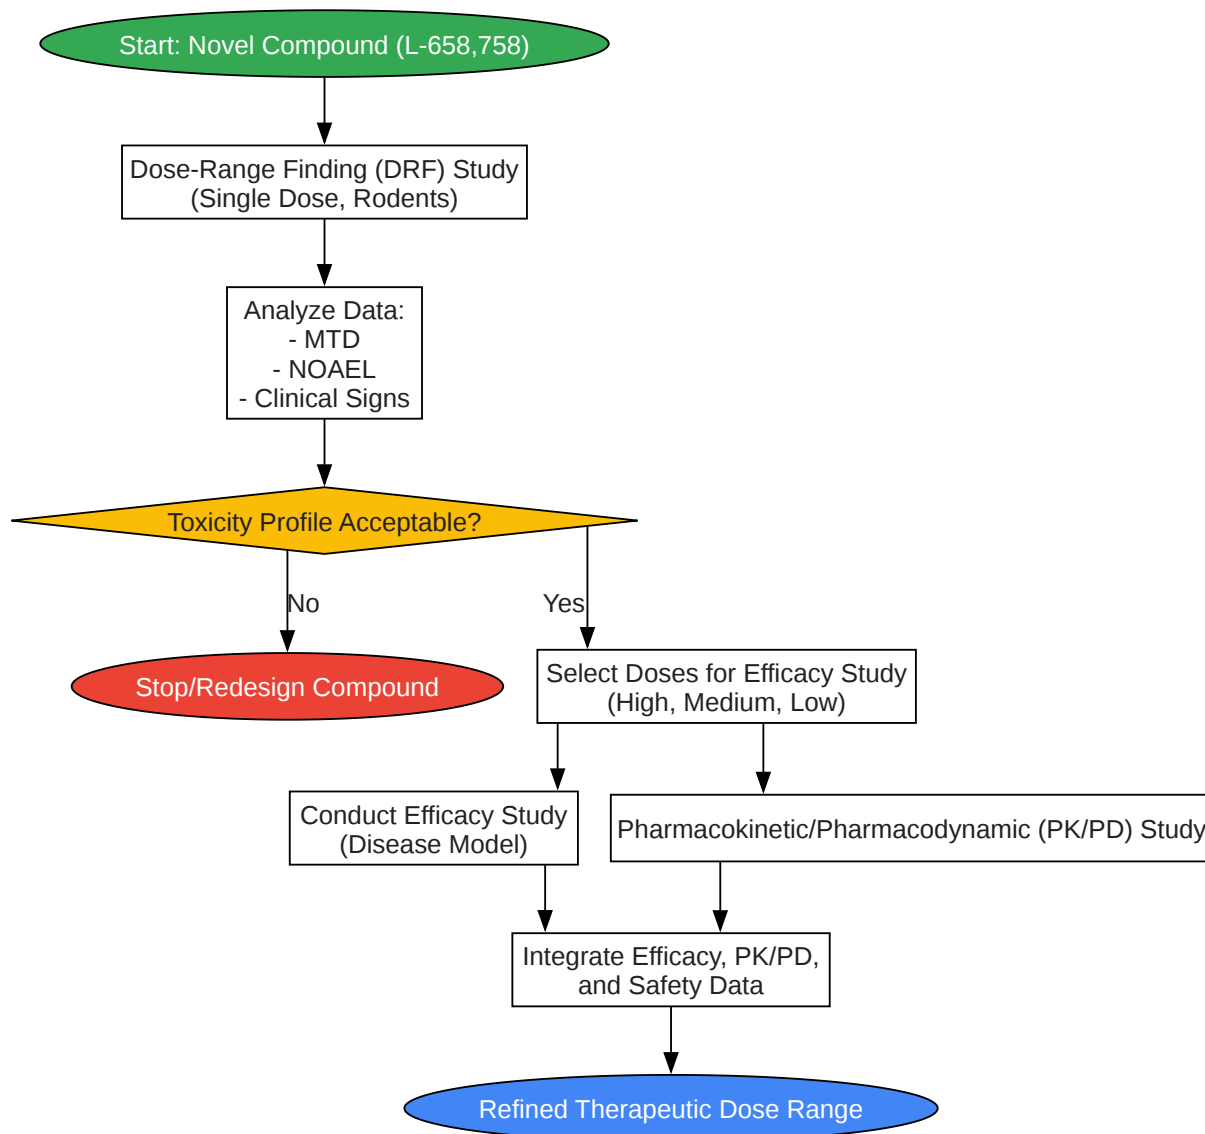 Start: Novel Compound (L-658,758)
Dose-Range Finding (DRF) Study
(Single Dose, Rodents)
Analyze Data:
- MTD
- NOAEL
- Clinical Signs
Toxicity Profile Acceptable?
No
Yes
Stop/Redesign Compound
Select Doses for Efficacy Study
(High, Medium, Low)
Conduct Efficacy Study
(Disease Model)
Pharmacokinetic/Pharmacodynamic (PK/PD) Study
Integrate Efficacy, PK/PD,
and Safety Data
Refined Therapeutic Dose Range